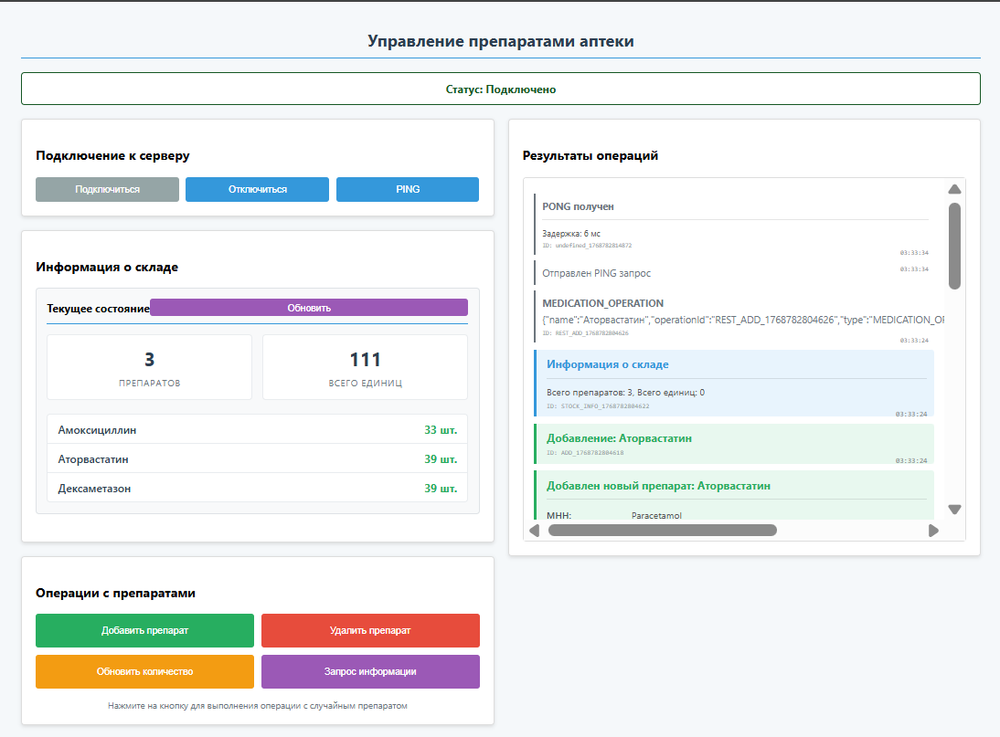 Управление препаратами аптеки
Статус: Подключено
Подключение к серверу
Подключиться
Отключиться
PING
Информация о складе
Текущее состояние
Обновить
3
ПРЕПАРАТОВ
111
ВСЕГО ЕДИНИЦ
Амоксициллин 33 шт.
Аторвастатин 39 шт.
Дексаметазон 39 шт.
Операции с препаратами
Добавить препарат
Удалить препарат
Обновить количество
Запрос информации
Нажмите на кнопку для выполнения операции с случайным препаратом
Результаты операций
PONG получен
Задержка: 6 мс
ID: undefined_1768782814872
03:33:34
Отправлен PING запрос
03:33:34
MEDICATION_OPERATION
{"name":"Аторвастатин","operationId":"REST_ADD_1768782804626","type":"MEDICATION_OF
ID: REST_ADD_1768782804626
03:33:24
Информация о складе
Всего препаратов: 3, Всего единиц: 0
ID: STOCK_INFO_1768782804622
03:33:24
Добавление: Аторвастатин
ID: ADD_1768782804618
03:33:24
Добавлен новый препарат: Аторвастатин
МНН: Paracetamol